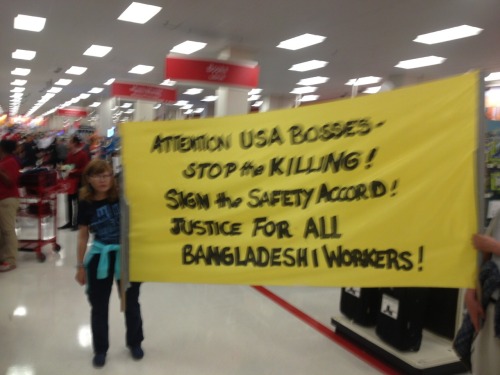 ATTENTION USA BOSSES-
STOP the KILLING!
SIGN the SAFETY ACCORD!
JUSTICE FOR ALL
BANGLADESHI WORKERS!